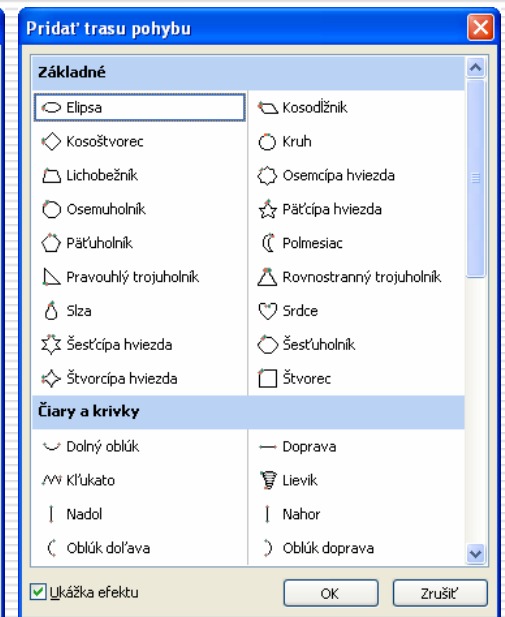 Pridať trasu pohybu
Základné
Elipsa Kosodĺžnik
Kosoštvorec Kruh
Lichobežník Osemcípa hviezda
Osemuholník Päťcípa hviezda
Päťuholník Polmesiac
Pravouhlý trojuholník Rovnostranný trojuholník
Slza Srdce
Šesťcípa hviezda Šesťuholník
Štvorcípa hviezda Štvorec
Čiary a krivky
Dolný oblúk Doprava
Kľukato Lievik
Nadol Nahor
Oblúk doľava Oblúk doprava
Ukážka efektu OK Zrušiť